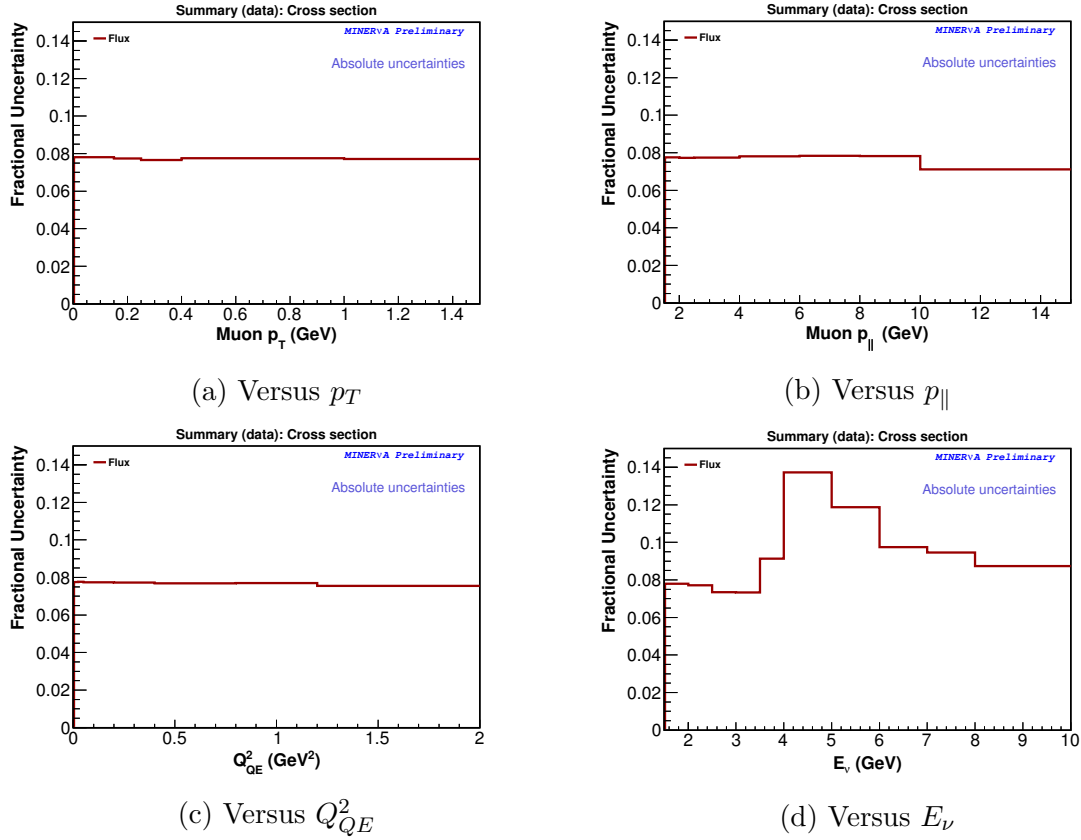 Summary (data): Cross section
Flux
MINERνA Preliminary
Absolute uncertainties
Fractional Uncertainty
0.14
0.12
0.1
0.08
0.06
0.04
0.02
0
0 0.2 0.4 0.6 0.8 1 1.2 1.4
Muon p_T (GeV)
(a) Versus p_T
Summary (data): Cross section
Flux
MINERνA Preliminary
Absolute uncertainties
Fractional Uncertainty
0.14
0.12
0.1
0.08
0.06
0.04
0.02
0
2 4 6 8 10 12 14
Muon p_∥ (GeV)
(b) Versus p_∥
Summary (data): Cross section
Flux
MINERνA Preliminary
Absolute uncertainties
Fractional Uncertainty
0.14
0.12
0.1
0.08
0.06
0.04
0.02
0
0 0.5 1 1.5 2
Q²_QE (GeV²)
(c) Versus Q²_QE
Summary (data): Cross section
Flux
MINERνA Preliminary
Absolute uncertainties
Fractional Uncertainty
0.14
0.12
0.1
0.08
0.06
0.04
0.02
0
2 3 4 5 6 7 8 9 10
E_ν (GeV)
(d) Versus E_ν